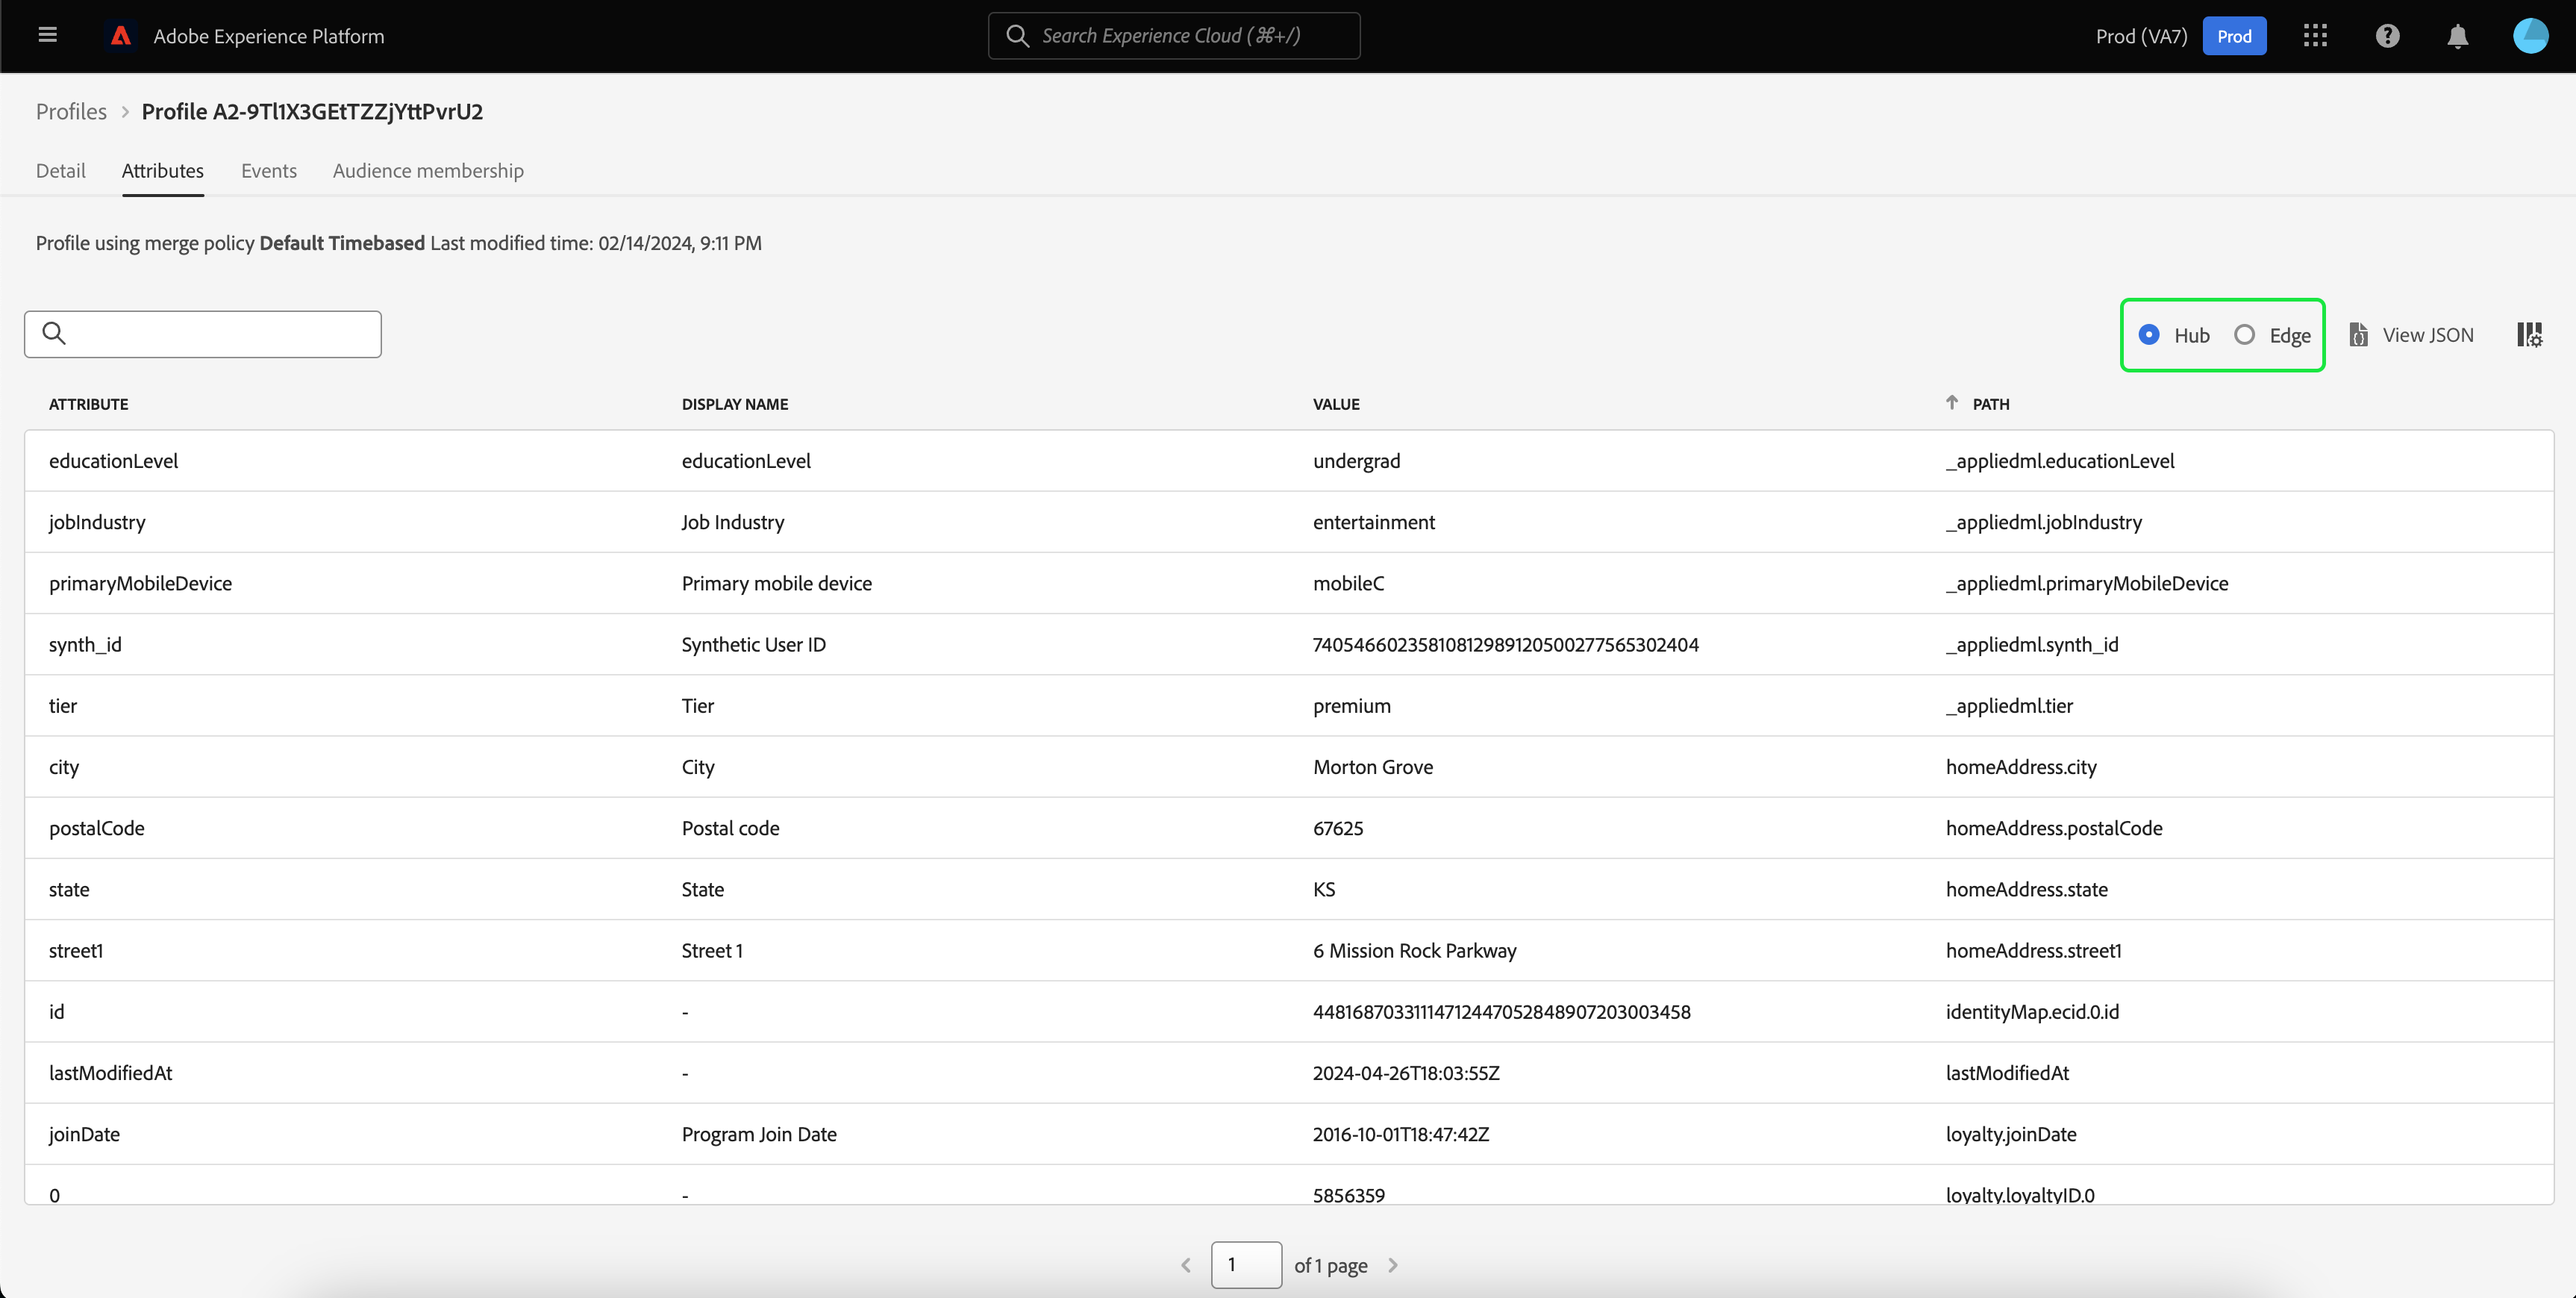 Adobe Experience Platform
Search Experience Cloud (⌘+/)
Prod (VA7) Prod
Profiles > Profile A2-9Tl1X3GEtTZZjYttPvrU2
Detail Attributes Events Audience membership
Profile using merge policy Default Timebased Last modified time: 02/14/2024, 9:11 PM
Hub Edge View JSON
ATTRIBUTE DISPLAY NAME VALUE ↑ PATH
educationLevel educationLevel undergrad _appliedml.educationLevel
jobIndustry Job Industry entertainment _appliedml.jobIndustry
primaryMobileDevice Primary mobile device mobileC _appliedml.primaryMobileDevice
synth_id Synthetic User ID 74054660235810812989120500277565302404 _appliedml.synth_id
tier Tier premium _appliedml.tier
city City Morton Grove homeAddress.city
postalCode Postal code 67625 homeAddress.postalCode
state State KS homeAddress.state
street1 Street 1 6 Mission Rock Parkway homeAddress.street1
id - 44816870331114712447052848907203003458 identityMap.ecid.0.id
lastModifiedAt - 2024-04-26T18:03:55Z lastModifiedAt
joinDate Program Join Date 2016-10-01T18:47:42Z loyalty.joinDate
0 - 5856359 loyalty.loyaltyID.0
1 of 1 page